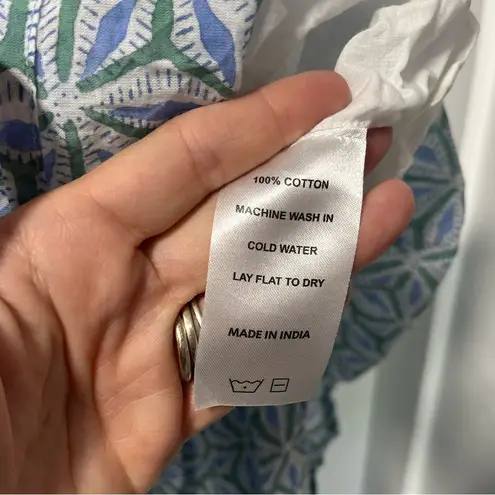 100% COTTON
MACHINE WASH IN
COLD WATER
LAY FLAT TO DRY
MADE IN INDIA